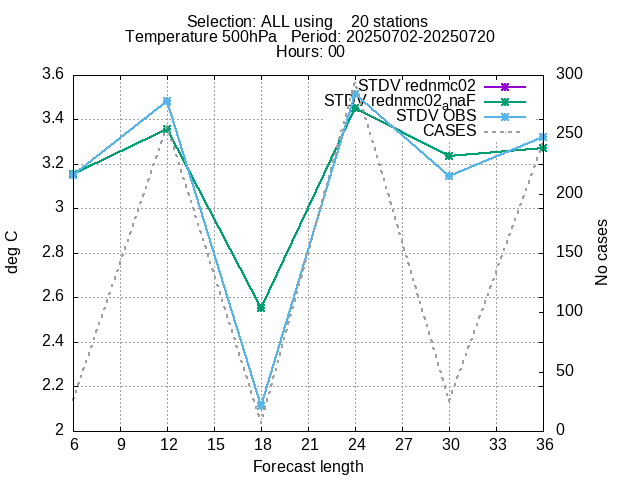 Selection: ALL using    20 stations
Temperature 500hPa   Period: 20250702-20250720
Hours: 00
STDV rednmc02
STDV rednmc02anaF
STDV OBS
CASES
3.6
3.4
3.2
3
2.8
2.6
2.4
2.2
2
deg C
300
250
200
150
100
50
0
No cases
6 9 12 15 18 21 24 27 30 33 36
Forecast length